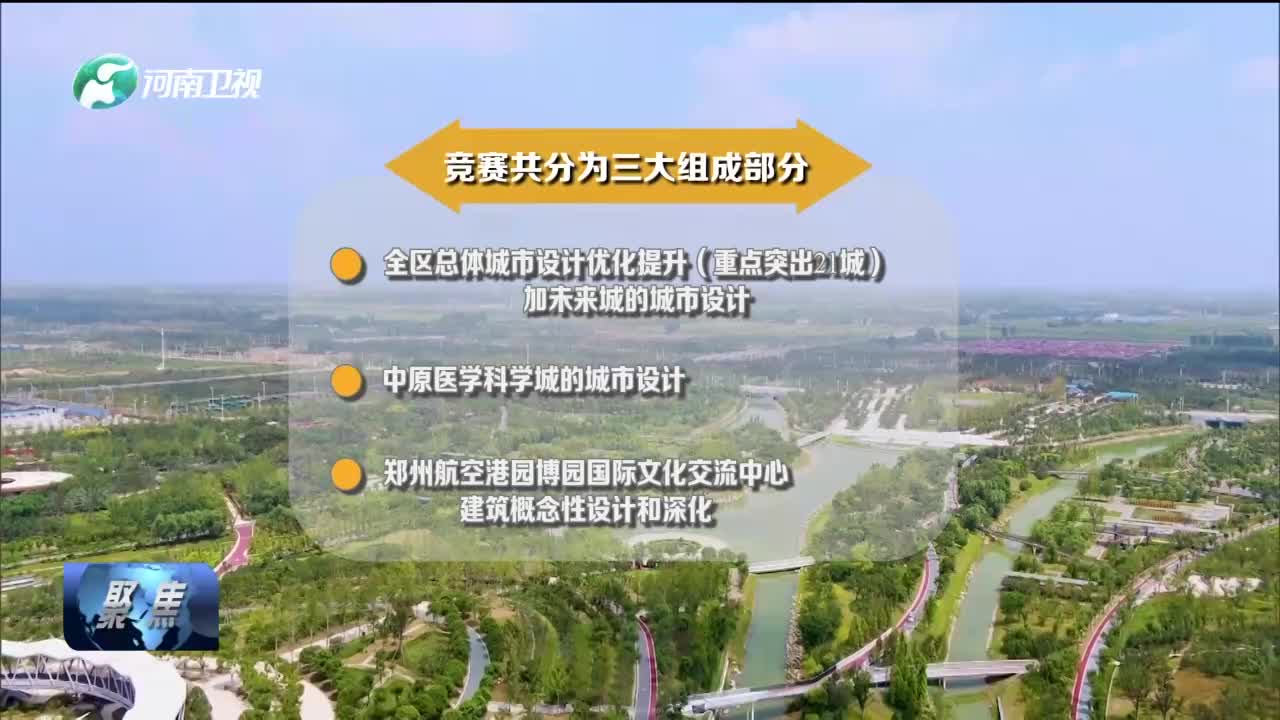 河南卫视
竞赛共分为三大组成部分
全区总体城市设计优化提升（重点突出21城）
加未来城的城市设计
中原医学科学城的城市设计
郑州航空港园博园国际文化交流中心
建筑概念性设计和深化
聚焦